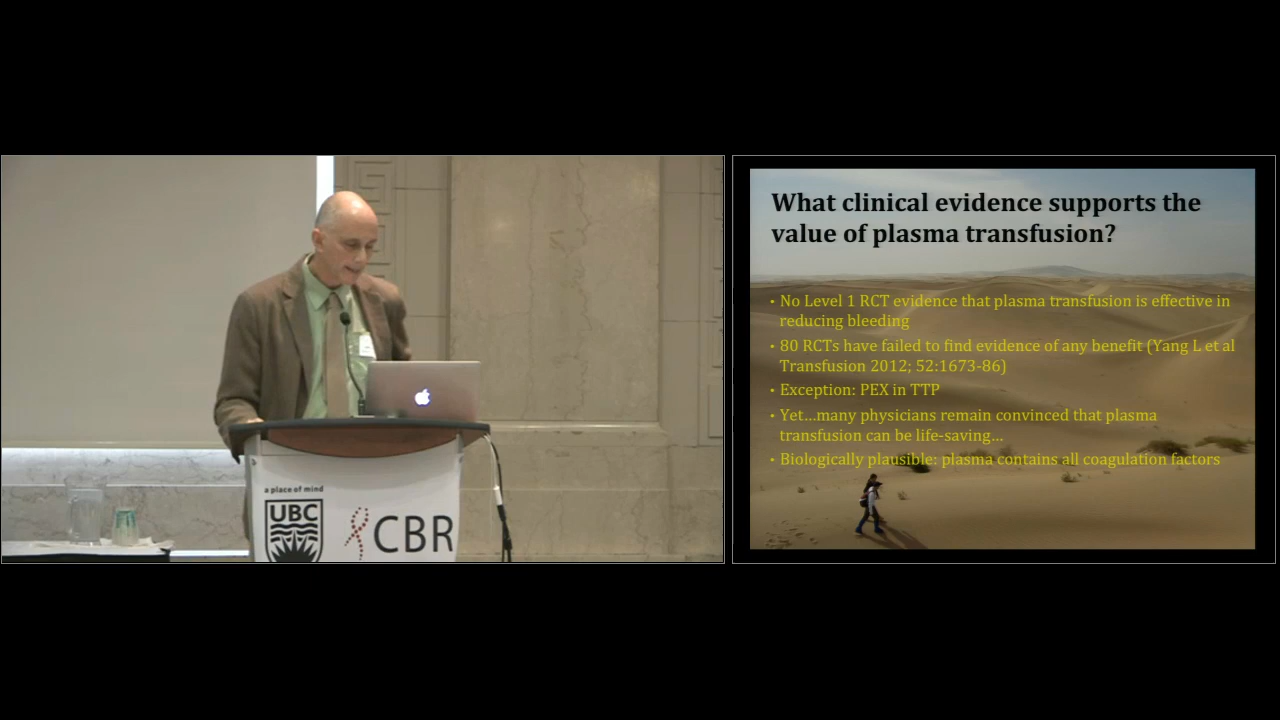 What clinical evidence supports the
value of plasma transfusion?
• No Level 1 RCT evidence that plasma transfusion is effective in
reducing bleeding
• 80 RCTs have failed to find evidence of any benefit (Yang L et al
Transfusion 2012; 52:1673-86)
• Exception: PEX in TTP
• Yet...many physicians remain convinced that plasma
transfusion can be life-saving...
• Biologically plausible: plasma contains all coagulation factors
a place of mind
UBC
CBR